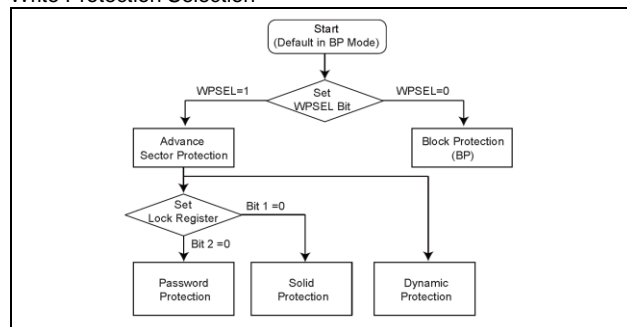 Write Protection Selection
Start
(Default in BP Mode)
WPSEL=1
Set
WPSEL Bit
WPSEL=0
Advance
Sector Protection
Block Protection
(BP)
Set
Lock Register
Bit 1 =0
Bit 2 =0
Password
Protection
Solid
Protection
Dynamic
Protection